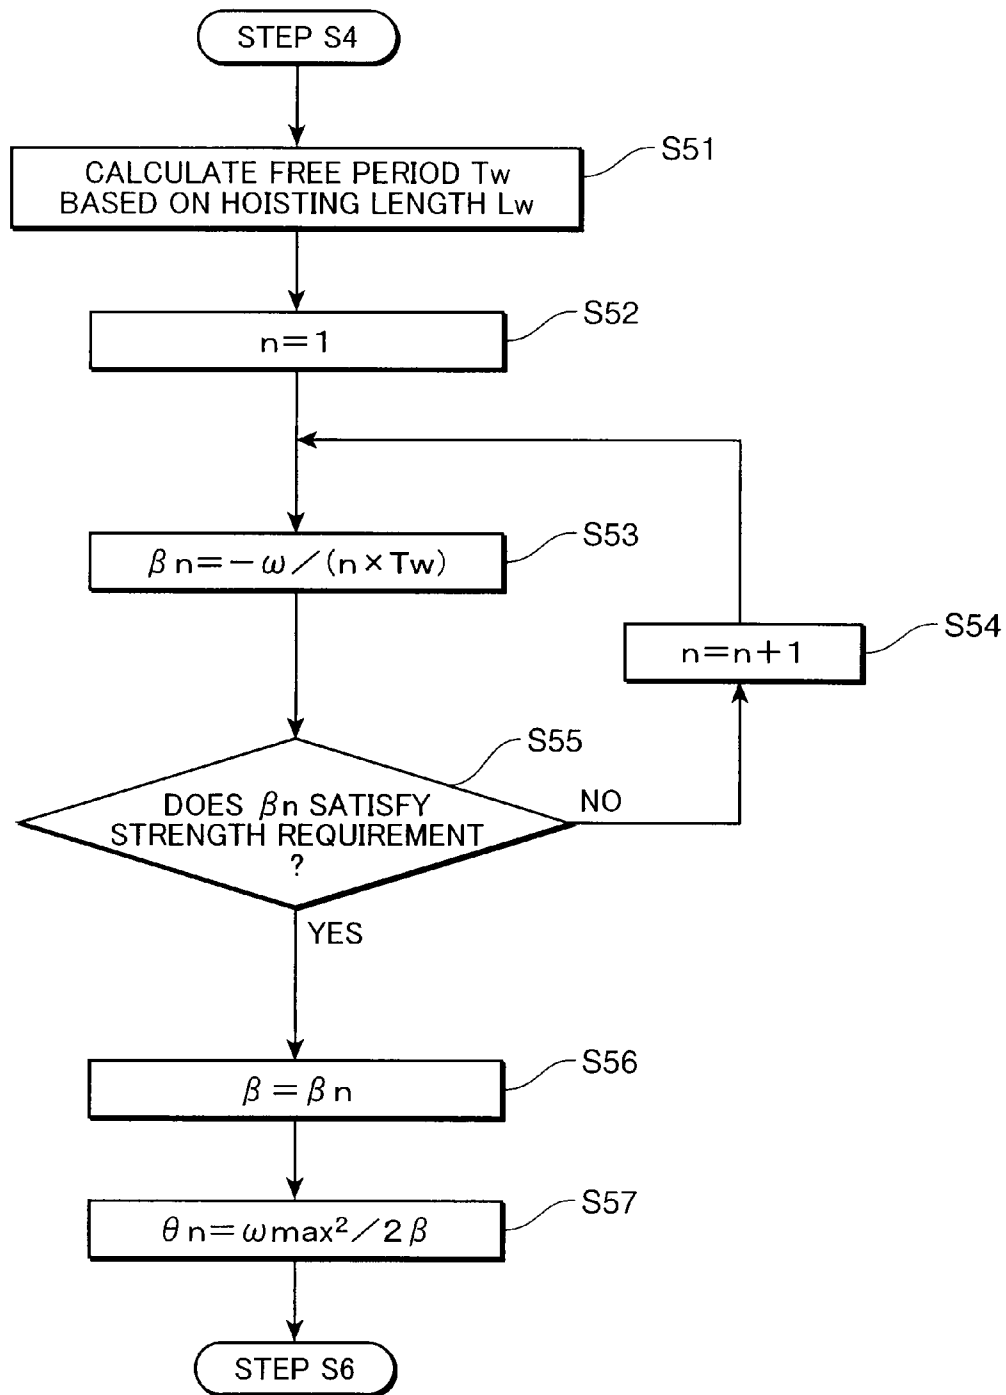 STEP S4
S51
CALCULATE FREE PERIOD Tw
BASED ON HOISTING LENGTH Lw
S52
n=1
S53
βn=−ω/(n×Tw)
S54
n=n+1
S55
DOES βn SATISFY
STRENGTH REQUIREMENT
?
NO
YES
S56
β=βn
S57
θn=ωmax²/2β
STEP S6